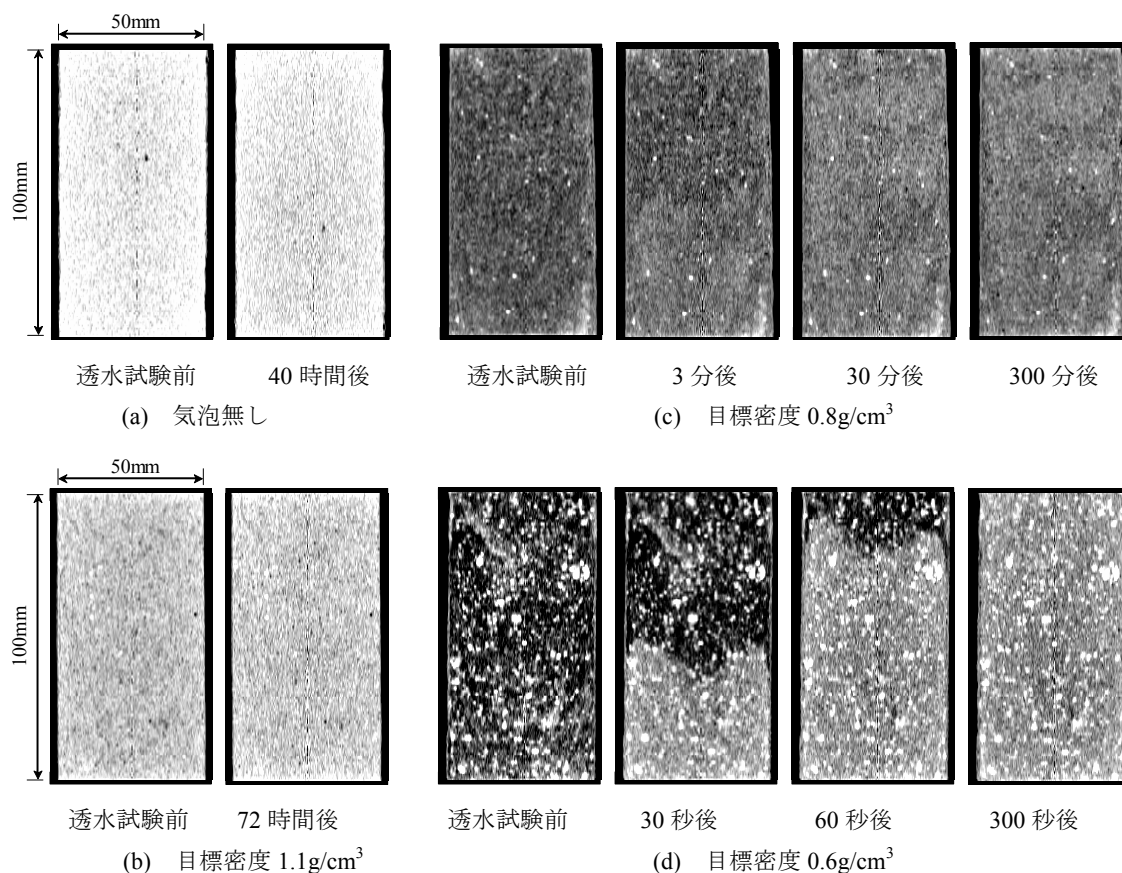 50mm
100mm
透水試験前 40 時間後
(a) 気泡無し
透水試験前 3 分後 30 分後 300 分後
(c) 目標密度 0.8g/cm³
50mm
100mm
透水試験前 72 時間後
(b) 目標密度 1.1g/cm³
透水試験前 30 秒後 60 秒後 300 秒後
(d) 目標密度 0.6g/cm³